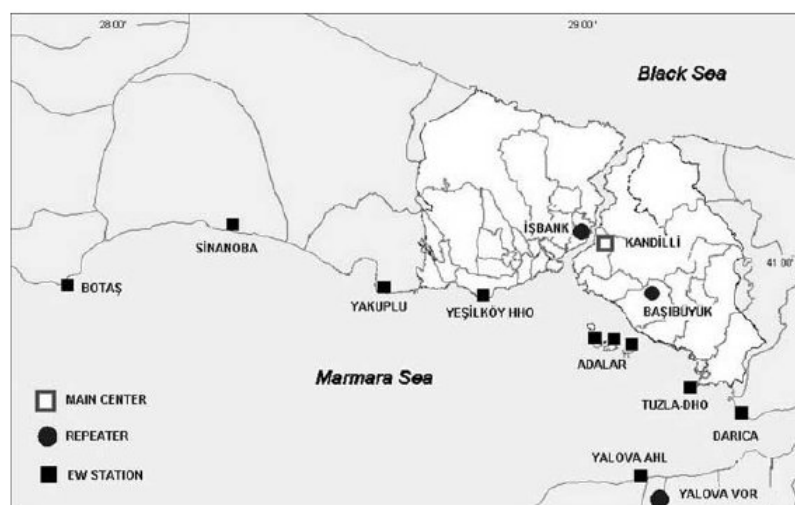 28 00'
29 00'
Black Sea
İŞBANK
KANDİLLİ
SİNANOBA
41 00'
BOTAŞ
YAKUPLU
YEŞİLKÖY HHO
BAŞIBÜYÜK
ADALAR
Marmara Sea
MAIN CENTER
TUZLA-DHO
REPEATER
DARICA
YALOVA AHL
EW STATION
YALOVA VOR